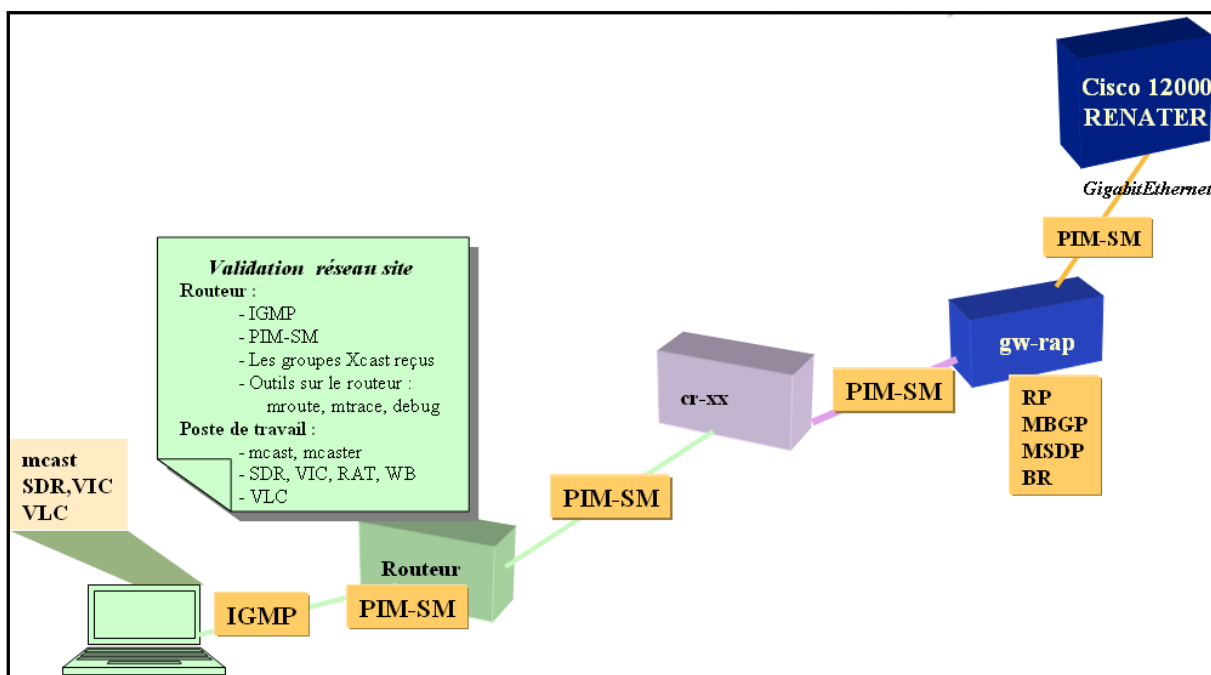 Cisco 12000
RENATER
GigabitEthernet
PIM-SM
gw-rap
RP
MBGP
MSDP
BR
PIM-SM
cr-xx
PIM-SM
Validation réseau site
Routeur :
- IGMP
- PIM-SM
- Les groupes Xcast reçus
- Outils sur le routeur :
mroute, mtrace, debug
Poste de travail :
- mcast, mcaster
- SDR, VIC, RAT, WB
- VLC
mcast
SDR,VIC
VLC
Routeur
PIM-SM
IGMP